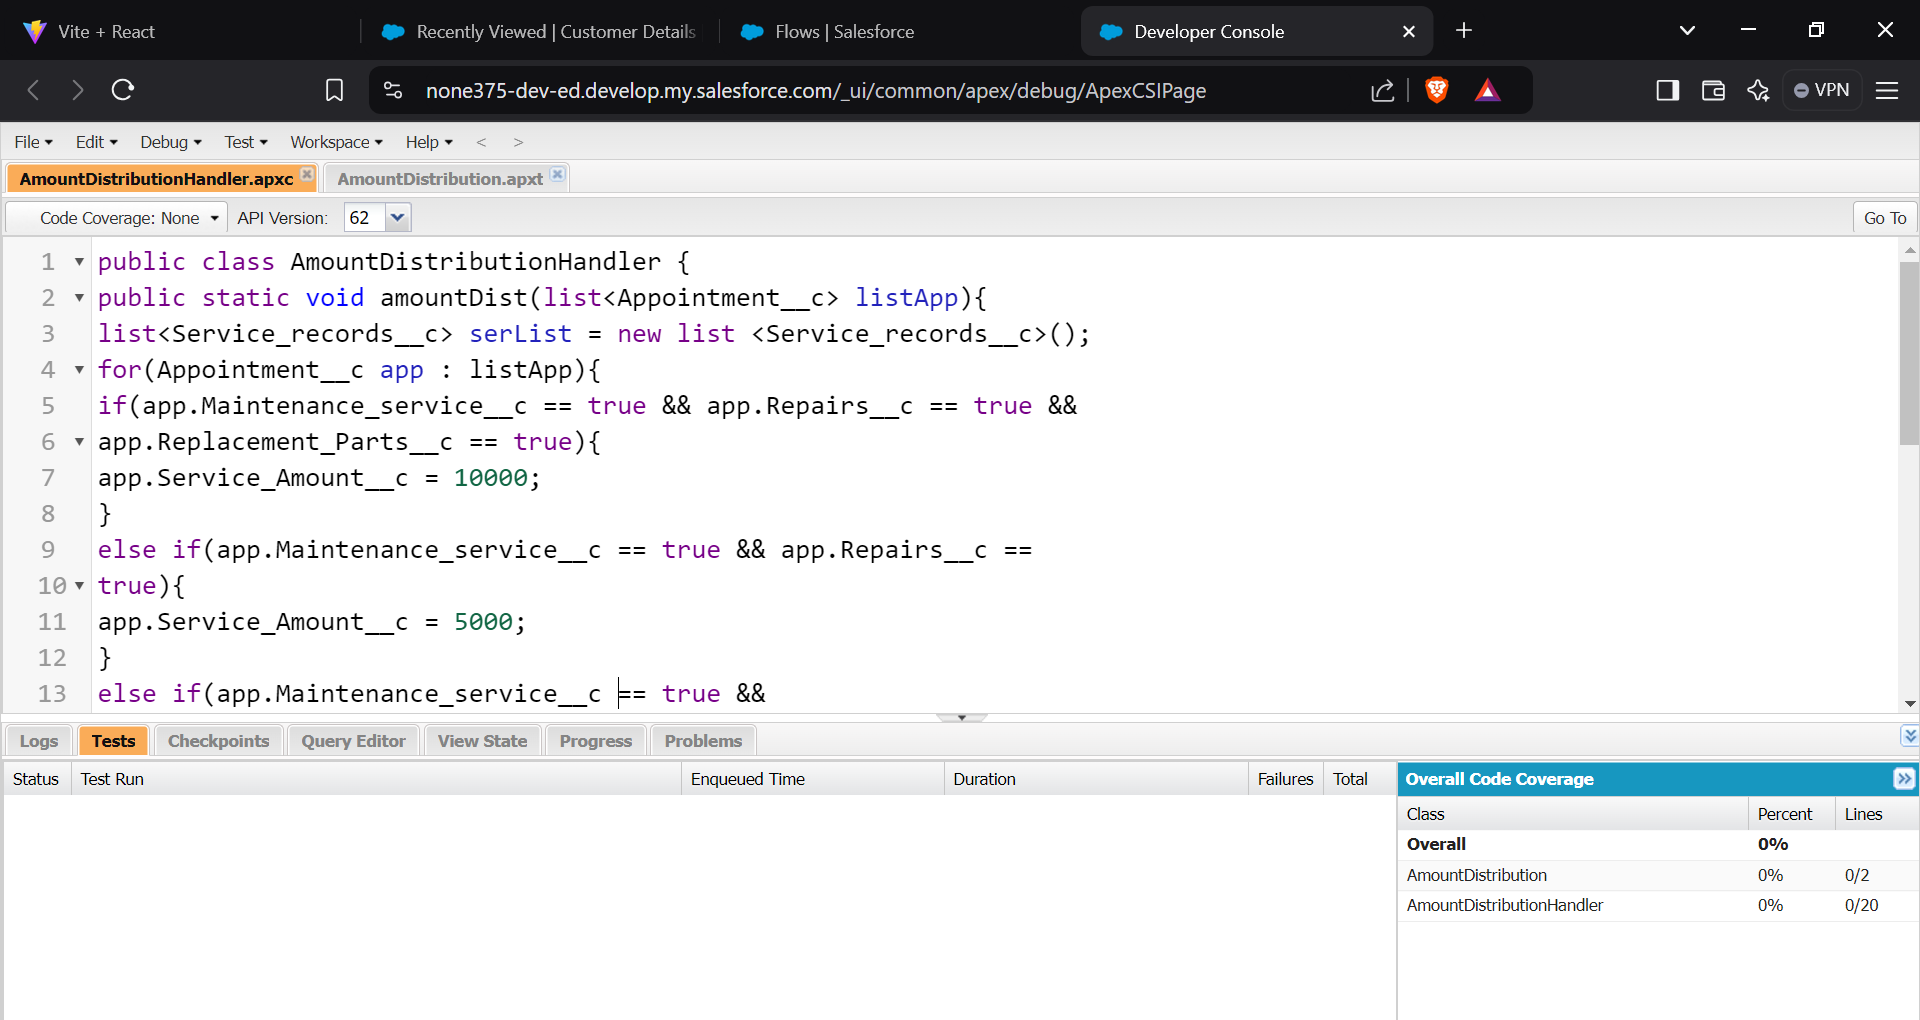 Vite + React
Recently Viewed | Customer Details
Flows | Salesforce
Developer Console
none375-dev-ed.develop.my.salesforce.com/_ui/common/apex/debug/ApexCSIPage
VPN
File Edit Debug Test Workspace Help < >
AmountDistributionHandler.apxc
AmountDistribution.apxt
Code Coverage: None API Version: 62 Go To
1 public class AmountDistributionHandler {
2 public static void amountDist(list<Appointment__c> listApp){
3 list<Service_records__c> serList = new list <Service_records__c>();
4 for(Appointment__c app : listApp){
5 if(app.Maintenance_service__c == true && app.Repairs__c == true &&
6 app.Replacement_Parts__c == true){
7 app.Service_Amount__c = 10000;
8 }
9 else if(app.Maintenance_service__c == true && app.Repairs__c ==
10 true){
11 app.Service_Amount__c = 5000;
12 }
13 else if(app.Maintenance_service__c == true &&
Logs Tests Checkpoints Query Editor View State Progress Problems
Status Test Run Enqueued Time Duration Failures Total
Overall Code Coverage
Class Percent Lines
Overall 0%
AmountDistribution 0% 0/2
AmountDistributionHandler 0% 0/20